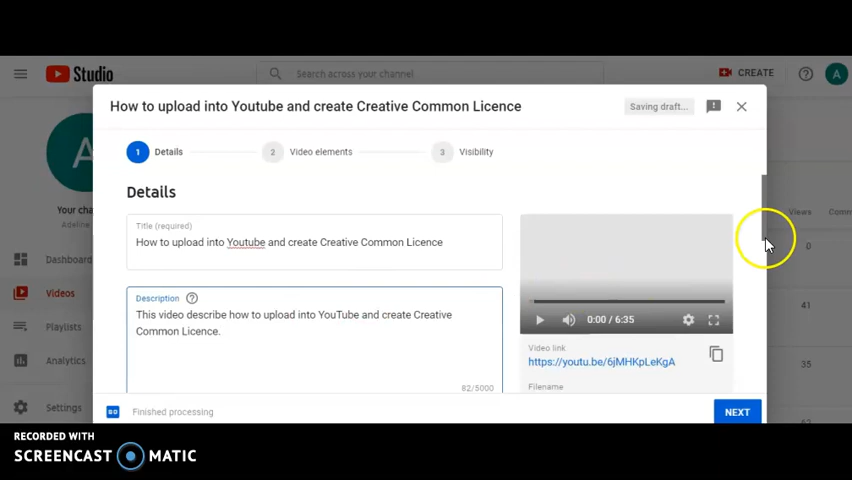 Studio
Search across your channel
CREATE
A
How to upload into Youtube and create Creative Common Licence
Saving draft...
1 Details
2 Video elements
3 Visibility
Details
Title (required)
How to upload into Youtube and create Creative Common Licence
Description
This video describe how to upload into YouTube and create Creative
Common Licence.
82/5000
0:00 / 6:35
Video link
https://youtu.be/6jMHKpLeKgA
Filename
Your cha
Dashboard
Videos
Playlists
Analytics
Settings
Views
Comm
0
41
35
SD
Finished processing
NEXT
RECORDED WITH
SCREENCAST MATIC